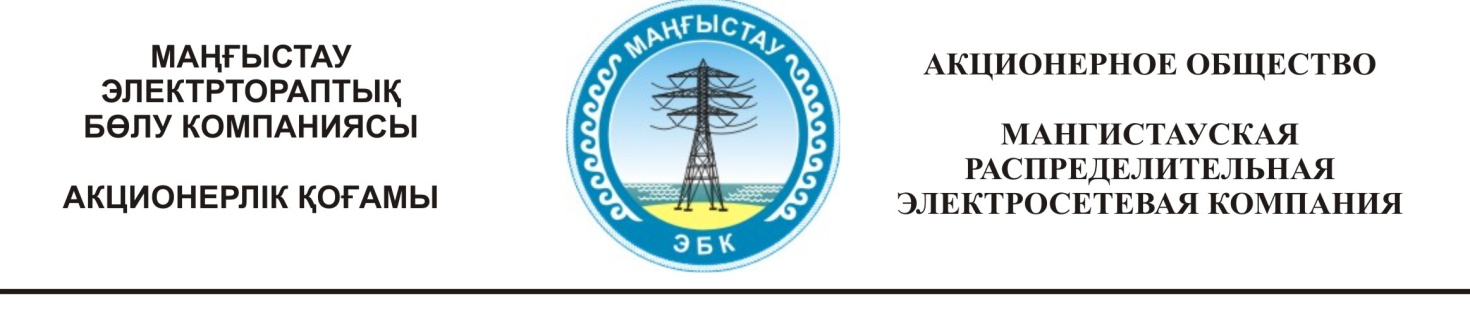 МАҢҒЫСТАУ
ЭЛЕКТРТОРАПТЫҚ
БӨЛУ КОМПАНИЯСЫ
АКЦИОНЕРЛІК ҚОҒАМЫ
МАҢҒЫСТАУ
ЭБК
АКЦИОНЕРНОЕ ОБЩЕСТВО
МАНГИСТАУСКАЯ
РАСПРЕДЕЛИТЕЛЬНАЯ
ЭЛЕКТРОСЕТЕВАЯ КОМПАНИЯ